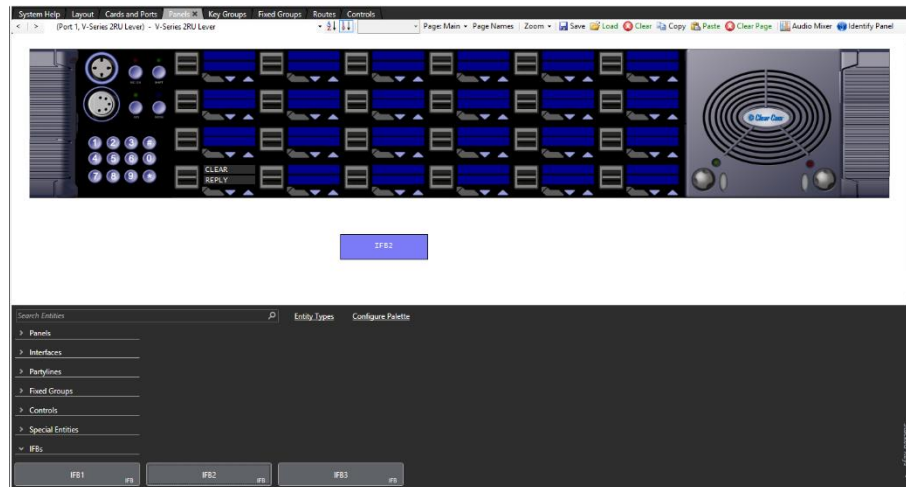 System Help Layout Cards and Ports Panels X Key Groups Fixed Groups Routes Controls
< > (Port 1, V-Series 2RU Lever) - V-Series 2RU Lever Page: Main Page Names Zoom Save Load Clear Copy Paste Clear Page Audio Mixer Identify Panel
1 2 3
4 5 6 0
7 8 9
CLEAR
REPLY
Clear-Com
IFB2
Search Entities Entity Types Configure Palette
> Panels
> Interfaces
> Partylines
> Fixed Groups
> Controls
> Special Entities
IFBs
IFB1 IFB IFB2 IFB IFB3 IFB